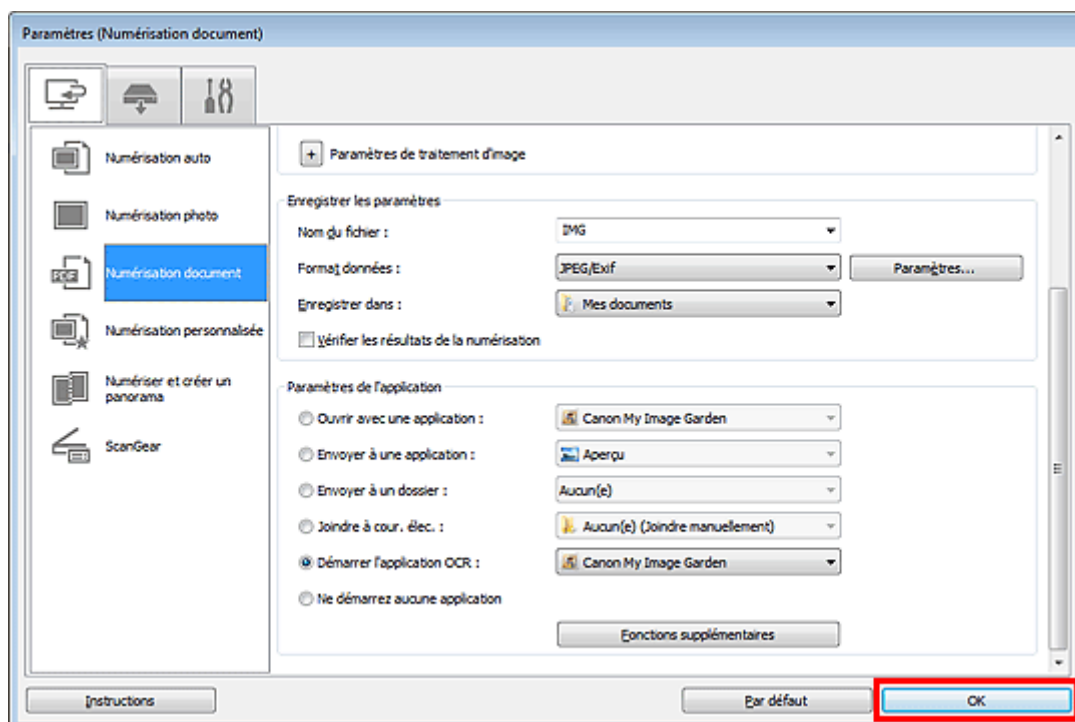 Paramètres (Numérisation document)
Numérisation auto
Numérisation photo
PDF
Numérisation document
Numérisation personnalisée
Numériser et créer un
panorama
ScanGear
Paramètres de traitement d'image
Enregistrer les paramètres
Nom du fichier : IMG
Format données : JPEG/Exif Paramètres...
Enregistrer dans : Mes documents
Vérifier les résultats de la numérisation
Paramètres de l'application
Ouvrir avec une application : Canon My Image Garden
Envoyer à une application : Aperçu
Envoyer à un dossier : Aucun(e)
Joindre à cour. élec. : Aucun(e) (Joindre manuellement)
Démarrer l'application OCR : Canon My Image Garden
Ne démarrez aucune application
Fonctions supplémentaires
Instructions Par défaut OK